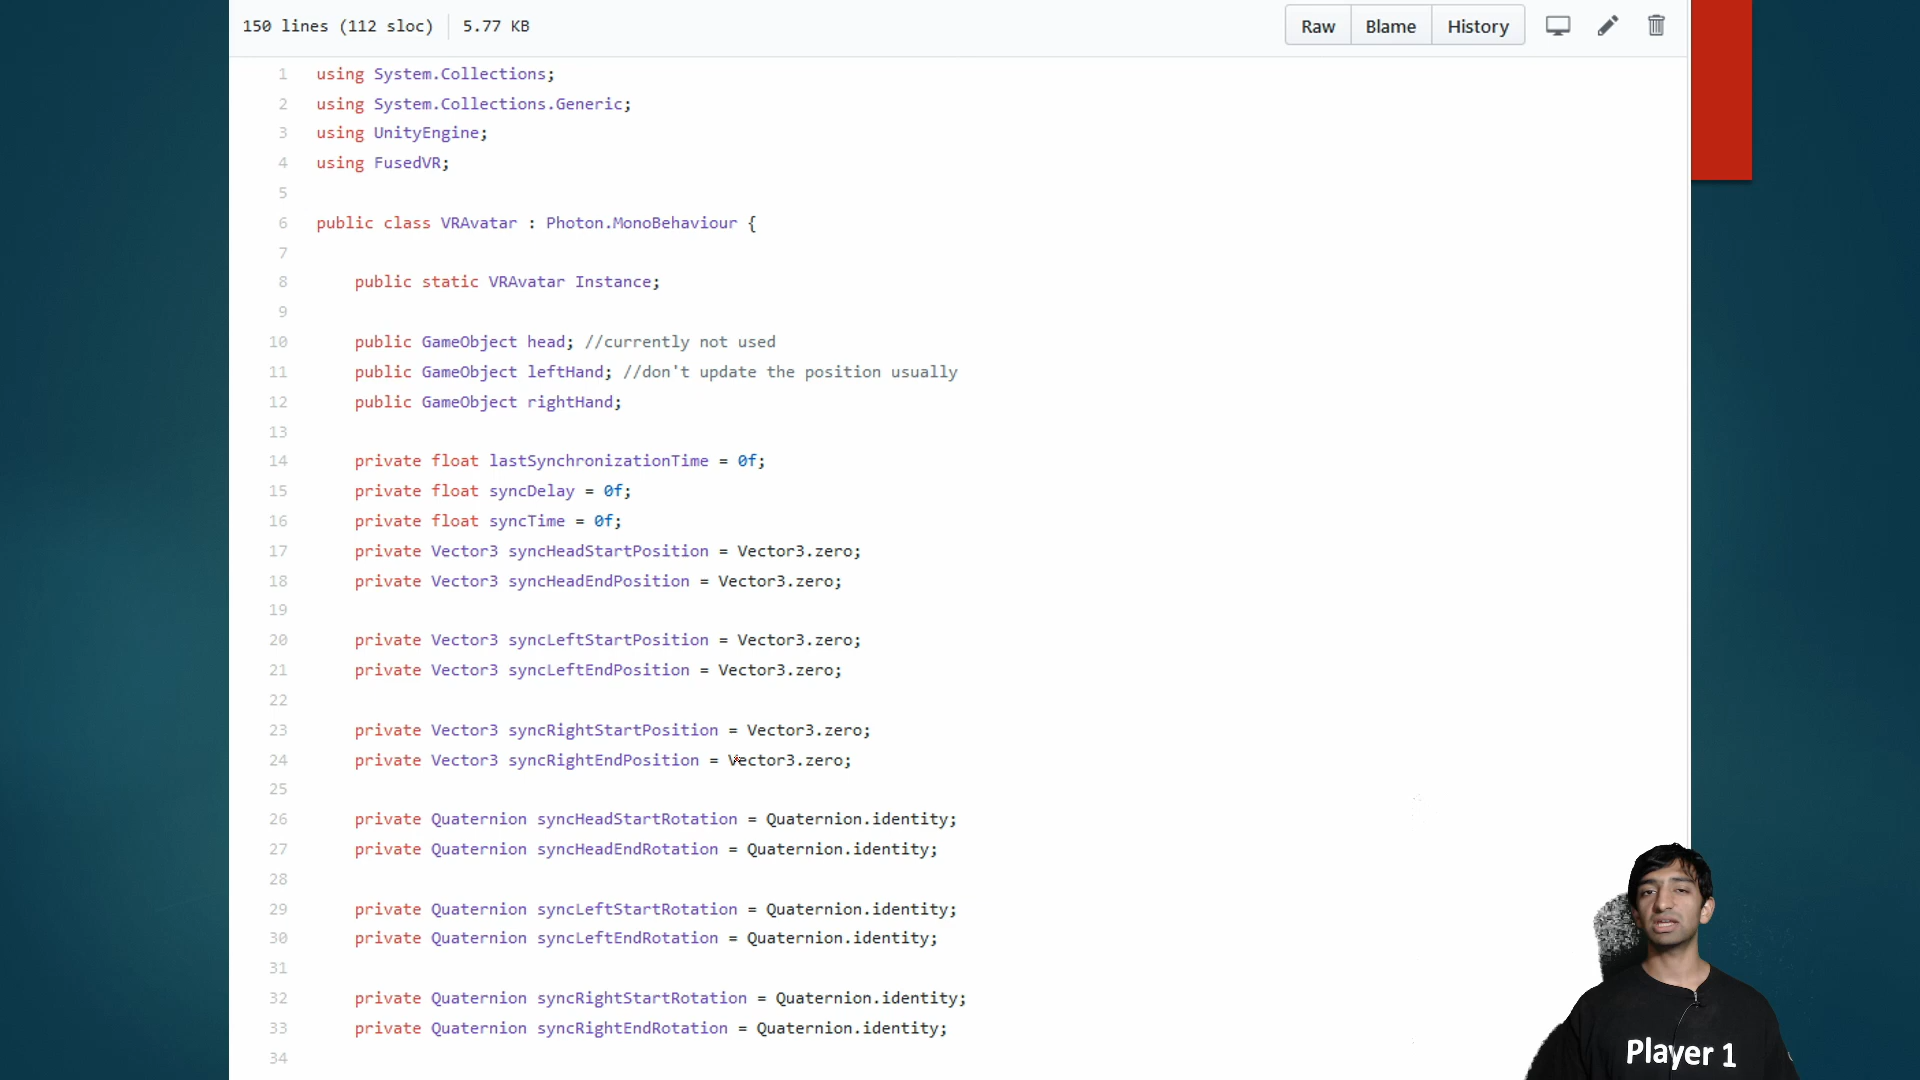 150 lines (112 sloc) 5.77 KB Raw Blame History
1 using System.Collections;
2 using System.Collections.Generic;
3 using UnityEngine;
4 using FusedVR;
5
6 public class VRAvatar : Photon.MonoBehaviour {
7
8 public static VRAvatar Instance;
9
10 public GameObject head; //currently not used
11 public GameObject leftHand; //don't update the position usually
12 public GameObject rightHand;
13
14 private float lastSynchronizationTime = 0f;
15 private float syncDelay = 0f;
16 private float syncTime = 0f;
17 private Vector3 syncHeadStartPosition = Vector3.zero;
18 private Vector3 syncHeadEndPosition = Vector3.zero;
19
20 private Vector3 syncLeftStartPosition = Vector3.zero;
21 private Vector3 syncLeftEndPosition = Vector3.zero;
22
23 private Vector3 syncRightStartPosition = Vector3.zero;
24 private Vector3 syncRightEndPosition = Vector3.zero;
25
26 private Quaternion syncHeadStartRotation = Quaternion.identity;
27 private Quaternion syncHeadEndRotation = Quaternion.identity;
28
29 private Quaternion syncLeftStartRotation = Quaternion.identity;
30 private Quaternion syncLeftEndRotation = Quaternion.identity;
31
32 private Quaternion syncRightStartRotation = Quaternion.identity;
33 private Quaternion syncRightEndRotation = Quaternion.identity;
34
Player 1